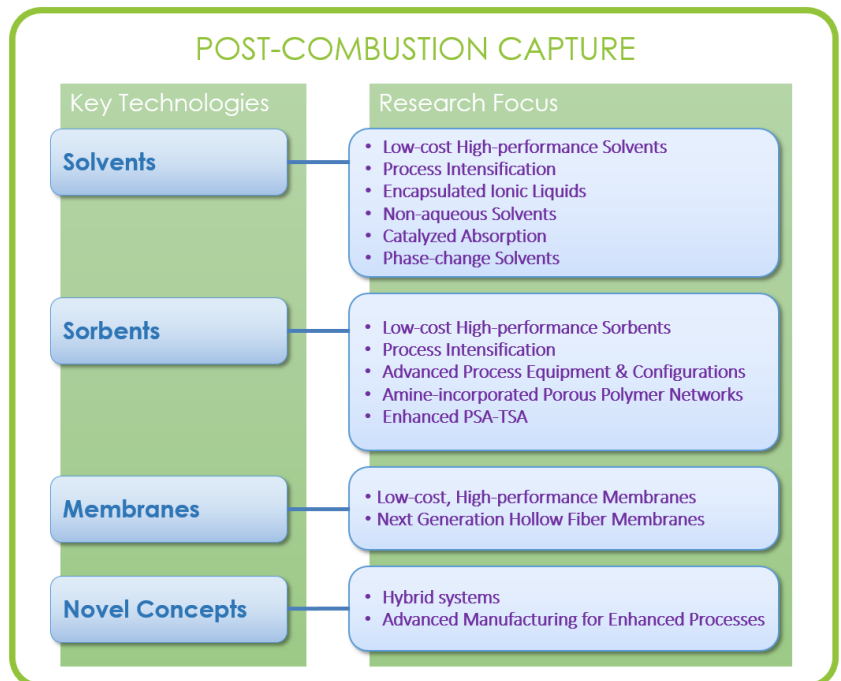 POST-COMBUSTION CAPTURE
Key Technologies
Research Focus
Solvents
• Low-cost High-performance Solvents
• Process Intensification
• Encapsulated Ionic Liquids
• Non-aqueous Solvents
• Catalyzed Absorption
• Phase-change Solvents
Sorbents
• Low-cost High-performance Sorbents
• Process Intensification
• Advanced Process Equipment & Configurations
• Amine-incorporated Porous Polymer Networks
• Enhanced PSA-TSA
Membranes
• Low-cost, High-performance Membranes
• Next Generation Hollow Fiber Membranes
Novel Concepts
• Hybrid systems
• Advanced Manufacturing for Enhanced Processes